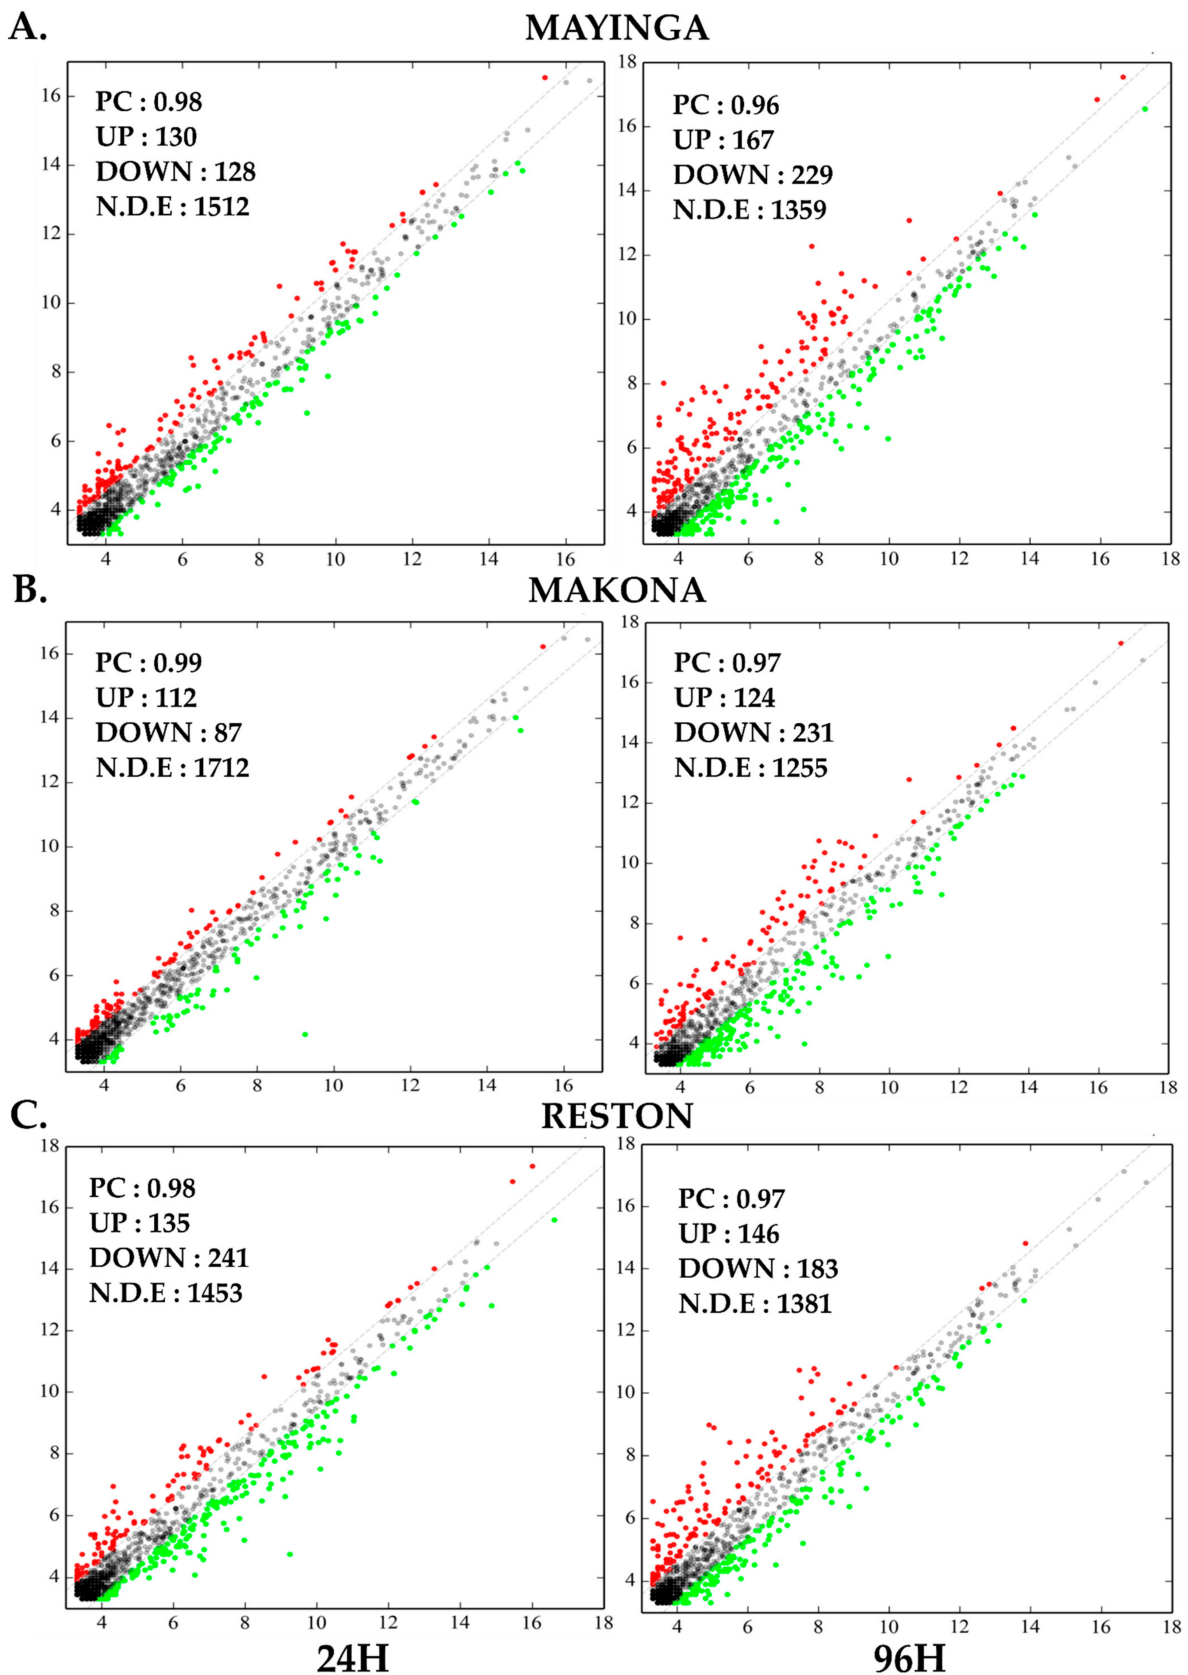 A. MAYINGA
PC : 0.98
UP : 130
DOWN : 128
N.D.E : 1512
16
14
12
10
8
6
4
4 6 8 10 12 14 16
PC : 0.96
UP : 167
DOWN : 229
N.D.E : 1359
18
16
14
12
10
8
6
4
4 6 8 10 12 14 16 18
B. MAKONA
PC : 0.99
UP : 112
DOWN : 87
N.D.E : 1712
16
14
12
10
8
6
4
4 6 8 10 12 14 16
PC : 0.97
UP : 124
DOWN : 231
N.D.E : 1255
18
16
14
12
10
8
6
4
4 6 8 10 12 14 16 18
C. RESTON
PC : 0.98
UP : 135
DOWN : 241
N.D.E : 1453
18
16
14
12
10
8
6
4
4 6 8 10 12 14 16 18
PC : 0.97
UP : 146
DOWN : 183
N.D.E : 1381
18
16
14
12
10
8
6
4
4 6 8 10 12 14 16 18
24H 96H